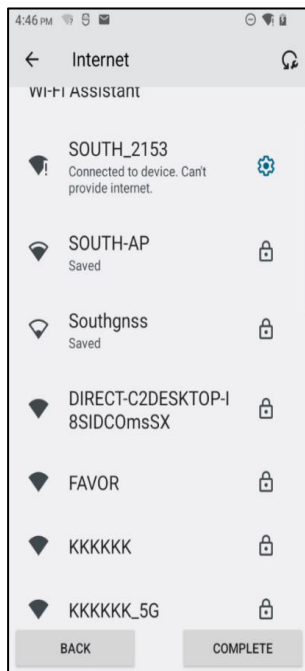 4:46 PM
Internet
Wi-Fi Assistant
SOUTH_2153
Connected to device. Can't
provide internet.
SOUTH-AP
Saved
Southgnss
Saved
DIRECT-C2DESKTOP-I
8SIDCOmsSX
FAVOR
KKKKKK
KKKKKK_5G
BACK COMPLETE